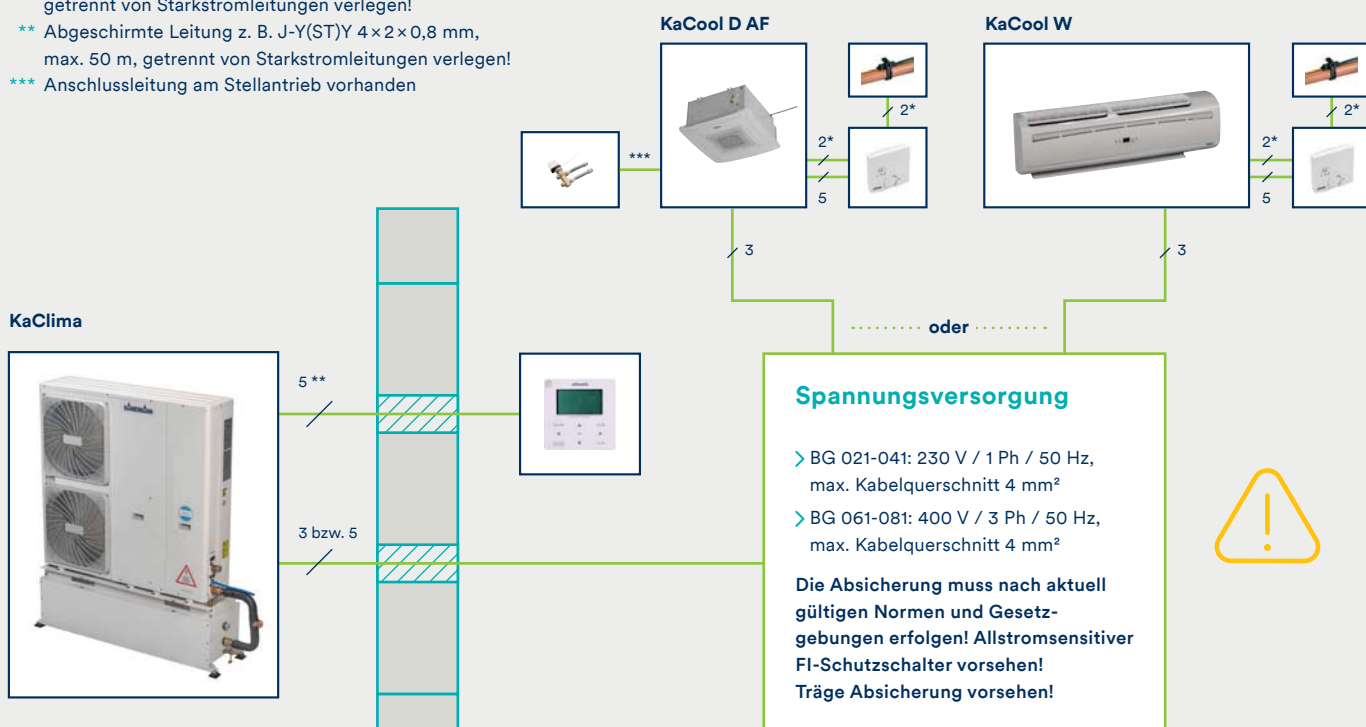 getrennt von Starkstromleitungen verlegen!
** Abgeschirmte Leitung z. B. J-Y(ST)Y 4×2×0,8 mm,
max. 50 m, getrennt von Starkstromleitungen verlegen!
*** Anschlussleitung am Stellantrieb vorhanden
KaCool D AF
KaCool W
2*
2*
***
2*
5
2*
5
3
3
KaClima
oder
5 **
3 bzw. 5
Spannungsversorgung
> BG 021-041: 230 V / 1 Ph / 50 Hz,
max. Kabelquerschnitt 4 mm²
> BG 061-081: 400 V / 3 Ph / 50 Hz,
max. Kabelquerschnitt 4 mm²
Die Absicherung muss nach aktuell
gültigen Normen und Gesetz-
gebungen erfolgen! Allstromsensitiver
FI-Schutzschalter vorsehen!
Träge Absicherung vorsehen!